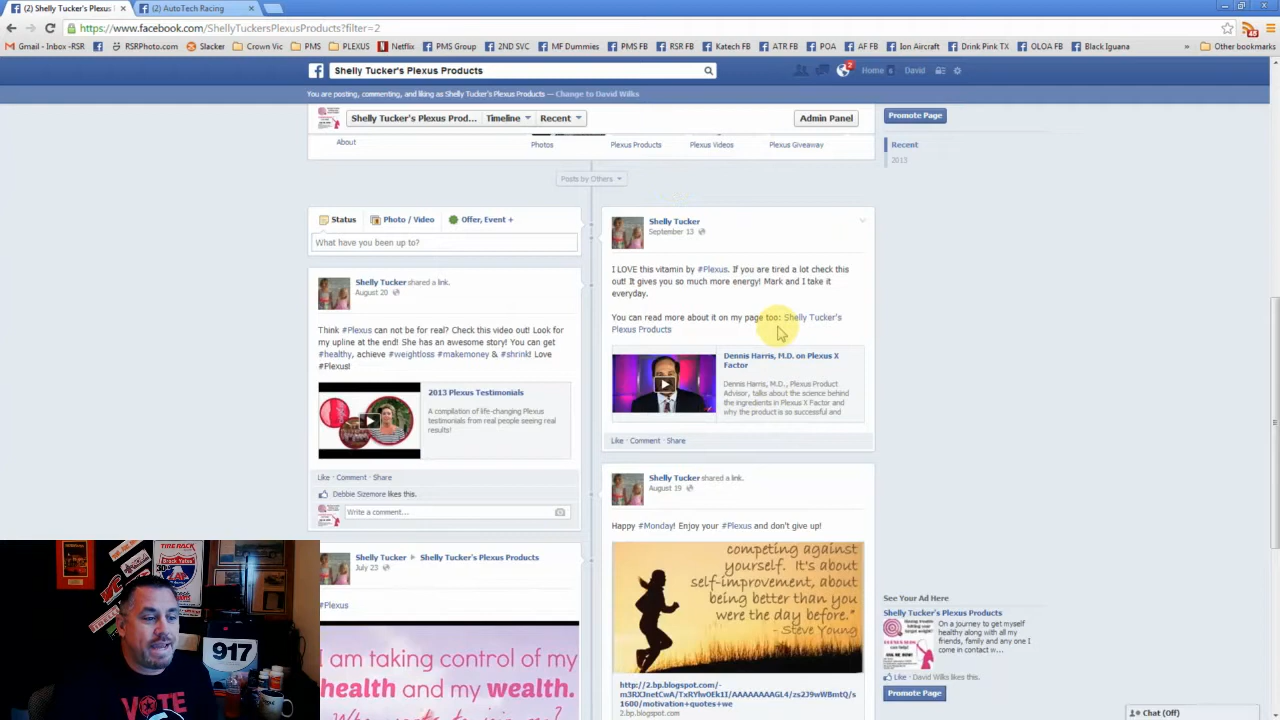 (2) Shelly Tucker's Plexus
(2) AutoTech Racing
https://www.facebook.com/ShellyTuckersPlexusProducts?filter=2
Gmail - Inbox -RSR
RSRPhoto.com
Slacker
Crown Vic
PMS
PLEXUS
Netflix
PMS Group
2ND SVC
MF Dummies
PMS FB
RSR FB
Katech FB
ATR FB
POA
AF FB
Ion Aircraft
Drink Pink TX
OLOA FB
Black Iguana
»
Other bookmarks
Shelly Tucker's Plexus Products
2
Home 6
David
You are posting, commenting, and liking as Shelly Tucker's Plexus Products — Change to David Wilks
Shelly Tucker's Plexus Prod...
Timeline
Recent
Admin Panel
Promote Page
About
Photos
Plexus Products
Plexus Videos
Plexus Giveaway
Recent
2013
Posts by Others
Status
Photo / Video
Offer, Event +
What have you been up to?
Shelly Tucker shared a link.
August 20
Think #Plexus can not be for real? Check this video out! Look for
my upline at the end! She has an awesome story! You can get
#healthy, achieve #weightloss #makemoney & #shrink! Love
#Plexus!
2013 Plexus Testimonials
A compilation of life-changing Plexus
testimonials from real people seeing real
results!
Like · Comment · Share
Debbie Sizemore likes this.
Write a comment...
Shelly Tucker ▸ Shelly Tucker's Plexus Products
July 23
#Plexus
I am taking control of my
health and my wealth.
Shelly Tucker
September 13
I LOVE this vitamin by #Plexus. If you are tired a lot check this
out! It gives you so much more energy! Mark and I take it
everyday.
You can read more about it on my page too: Shelly Tucker's
Plexus Products
Dennis Harris, M.D. on Plexus X
Factor
Dennis Harris, M.D., Plexus Product
Advisor, talks about the science behind
the ingredients in Plexus X Factor and
why the product is so successful and
Like · Comment · Share
Shelly Tucker shared a link.
August 19
Happy #Monday! Enjoy your #Plexus and don't give up!
competing against
yourself. It's about
self-improvement, about
being better than you
were the day before."
- Steve Young
http://2.bp.blogspot.com/-
1600/motivation+quotes+we
2.bp.blogspot.com
See Your Ad Here
Shelly Tucker's Plexus Products
On a journey to get myself
healthy along with all my
friends, family and any one I
come in contact w...
Like · David Wilks likes this.
Promote Page
Chat (Off)
TIRE RACK
Brock Yates
917
VOTE